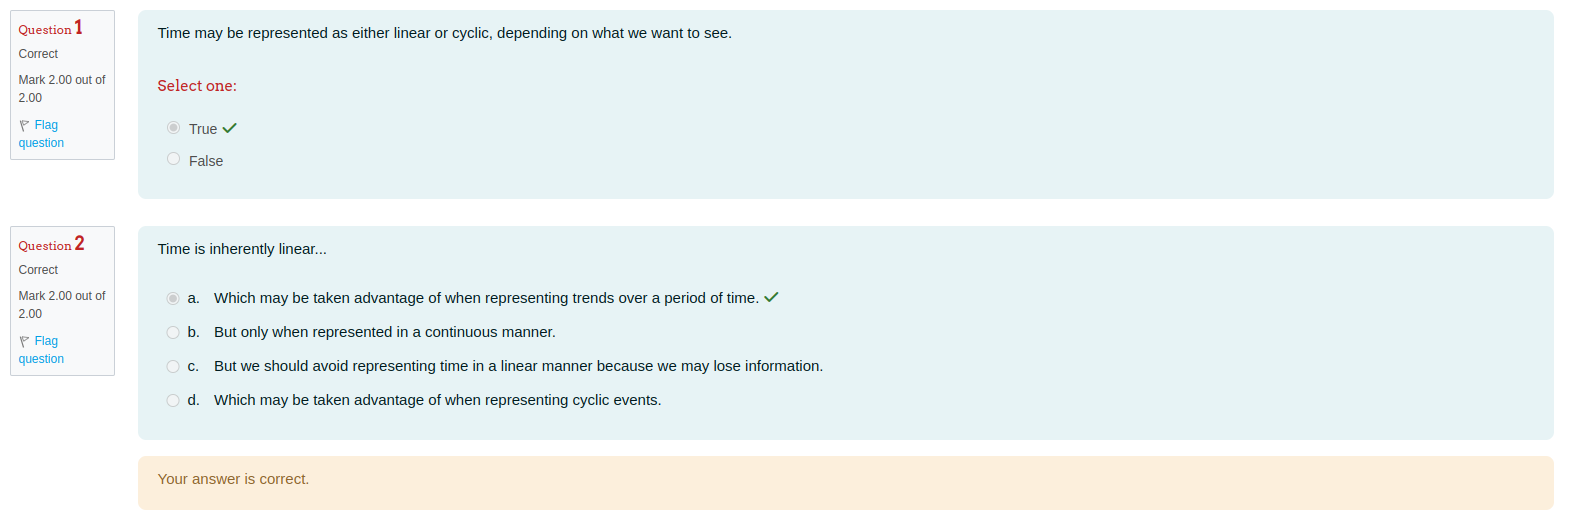 Question 1
Correct
Mark 2.00 out of
2.00
Flag
question
Time may be represented as either linear or cyclic, depending on what we want to see.
Select one:
True
False
Question 2
Correct
Mark 2.00 out of
2.00
Flag
question
Time is inherently linear...
a. Which may be taken advantage of when representing trends over a period of time.
b. But only when represented in a continuous manner.
c. But we should avoid representing time in a linear manner because we may lose information.
d. Which may be taken advantage of when representing cyclic events.
Your answer is correct.